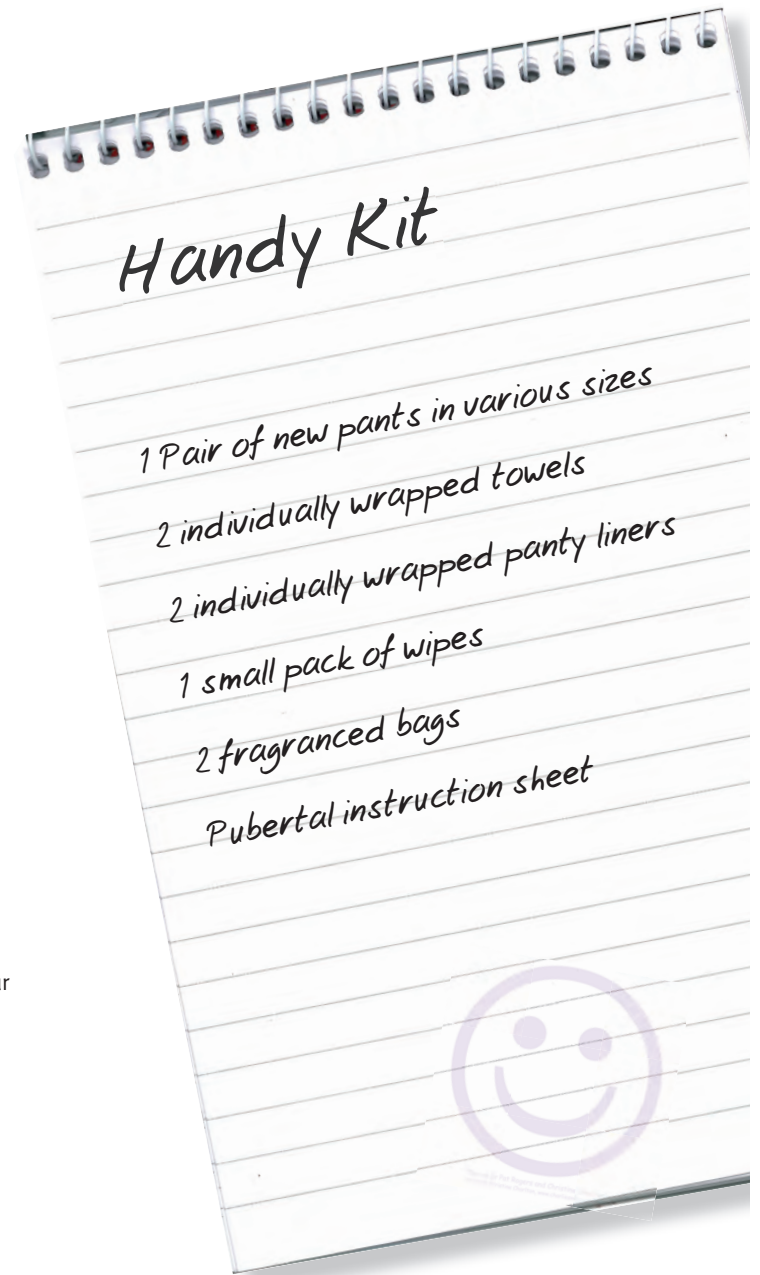 Handy Kit
1 Pair of new pants in various sizes
2 individually wrapped towels
2 individually wrapped panty liners
1 small pack of wipes
2 fragranced bags
Pubertal instruction sheet